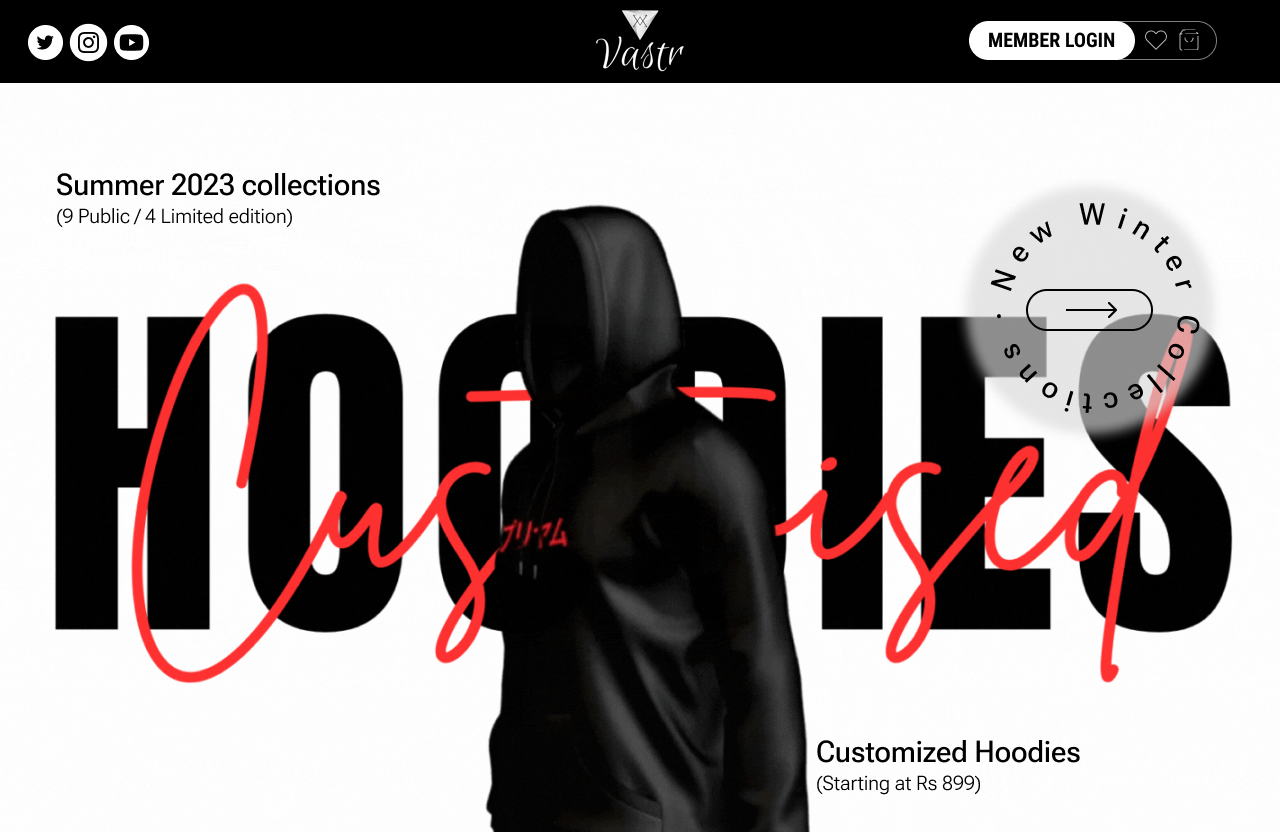 Vastr
MEMBER LOGIN
Summer 2023 collections
(9 Public / 4 Limited edition)
New Winter Collections ·
HOODIES
Customised
プリヤム
Customized Hoodies
(Starting at Rs 899)